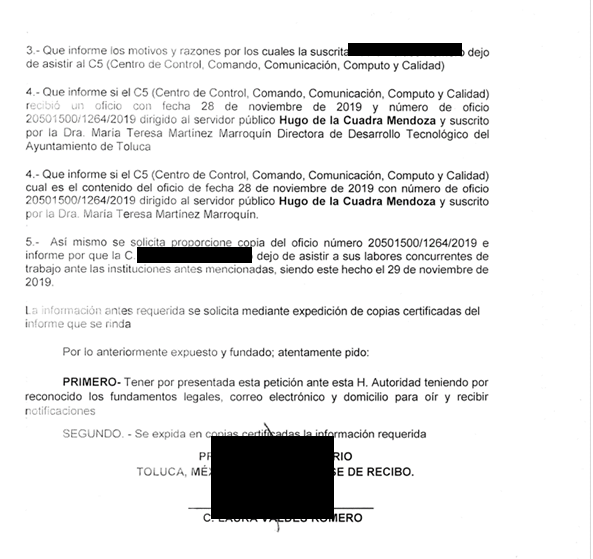 3.- Que informe los motivos y razones por los cuales la suscrita dejo
de asistir al C5 (Centro de Control, Comando, Comunicación, Computo y Calidad)
4.- Que informe si el C5 (Centro de Control, Comando, Comunicación, Computo y Calidad)
recibió un oficio con fecha 28 de noviembre de 2019 y número de oficio
20501500/1264/2019 dirigido al servidor público Hugo de la Cuadra Mendoza y suscrito
por la Dra. María Teresa Martínez Marroquín Directora de Desarrollo Tecnológico del
Ayuntamiento de Toluca
4.- Que informe si el C5 (Centro de Control, Comando, Comunicación, Computo y Calidad)
cual es el contenido del oficio de fecha 28 de noviembre de 2019 con número de oficio
20501500/1264/2019 dirigido al servidor público Hugo de la Cuadra Mendoza y suscrito
por la Dra. María Teresa Martínez Marroquín.
5.- Así mismo se solicita proporcione copia del oficio número 20501500/1264/2019 e
informe por que la C. dejo de asistir a sus labores concurrentes de
trabajo ante las instituciones antes mencionadas, siendo este hecho el 29 de noviembre de
2019.
La información antes requerida se solicita mediante expedición de copias certificadas del
informe que se rinda
Por lo anteriormente expuesto y fundado; atentamente pido:
PRIMERO- Tener por presentada esta petición ante esta H. Autoridad teniendo por
reconocido los fundamentos legales, correo electrónico y domicilio para oír y recibir
notificaciones
SEGUNDO. - Se expida en copias certificadas la información requerida
TOLUCA, SE DE RECIBO.
C. LAURA VALDES ROMERO